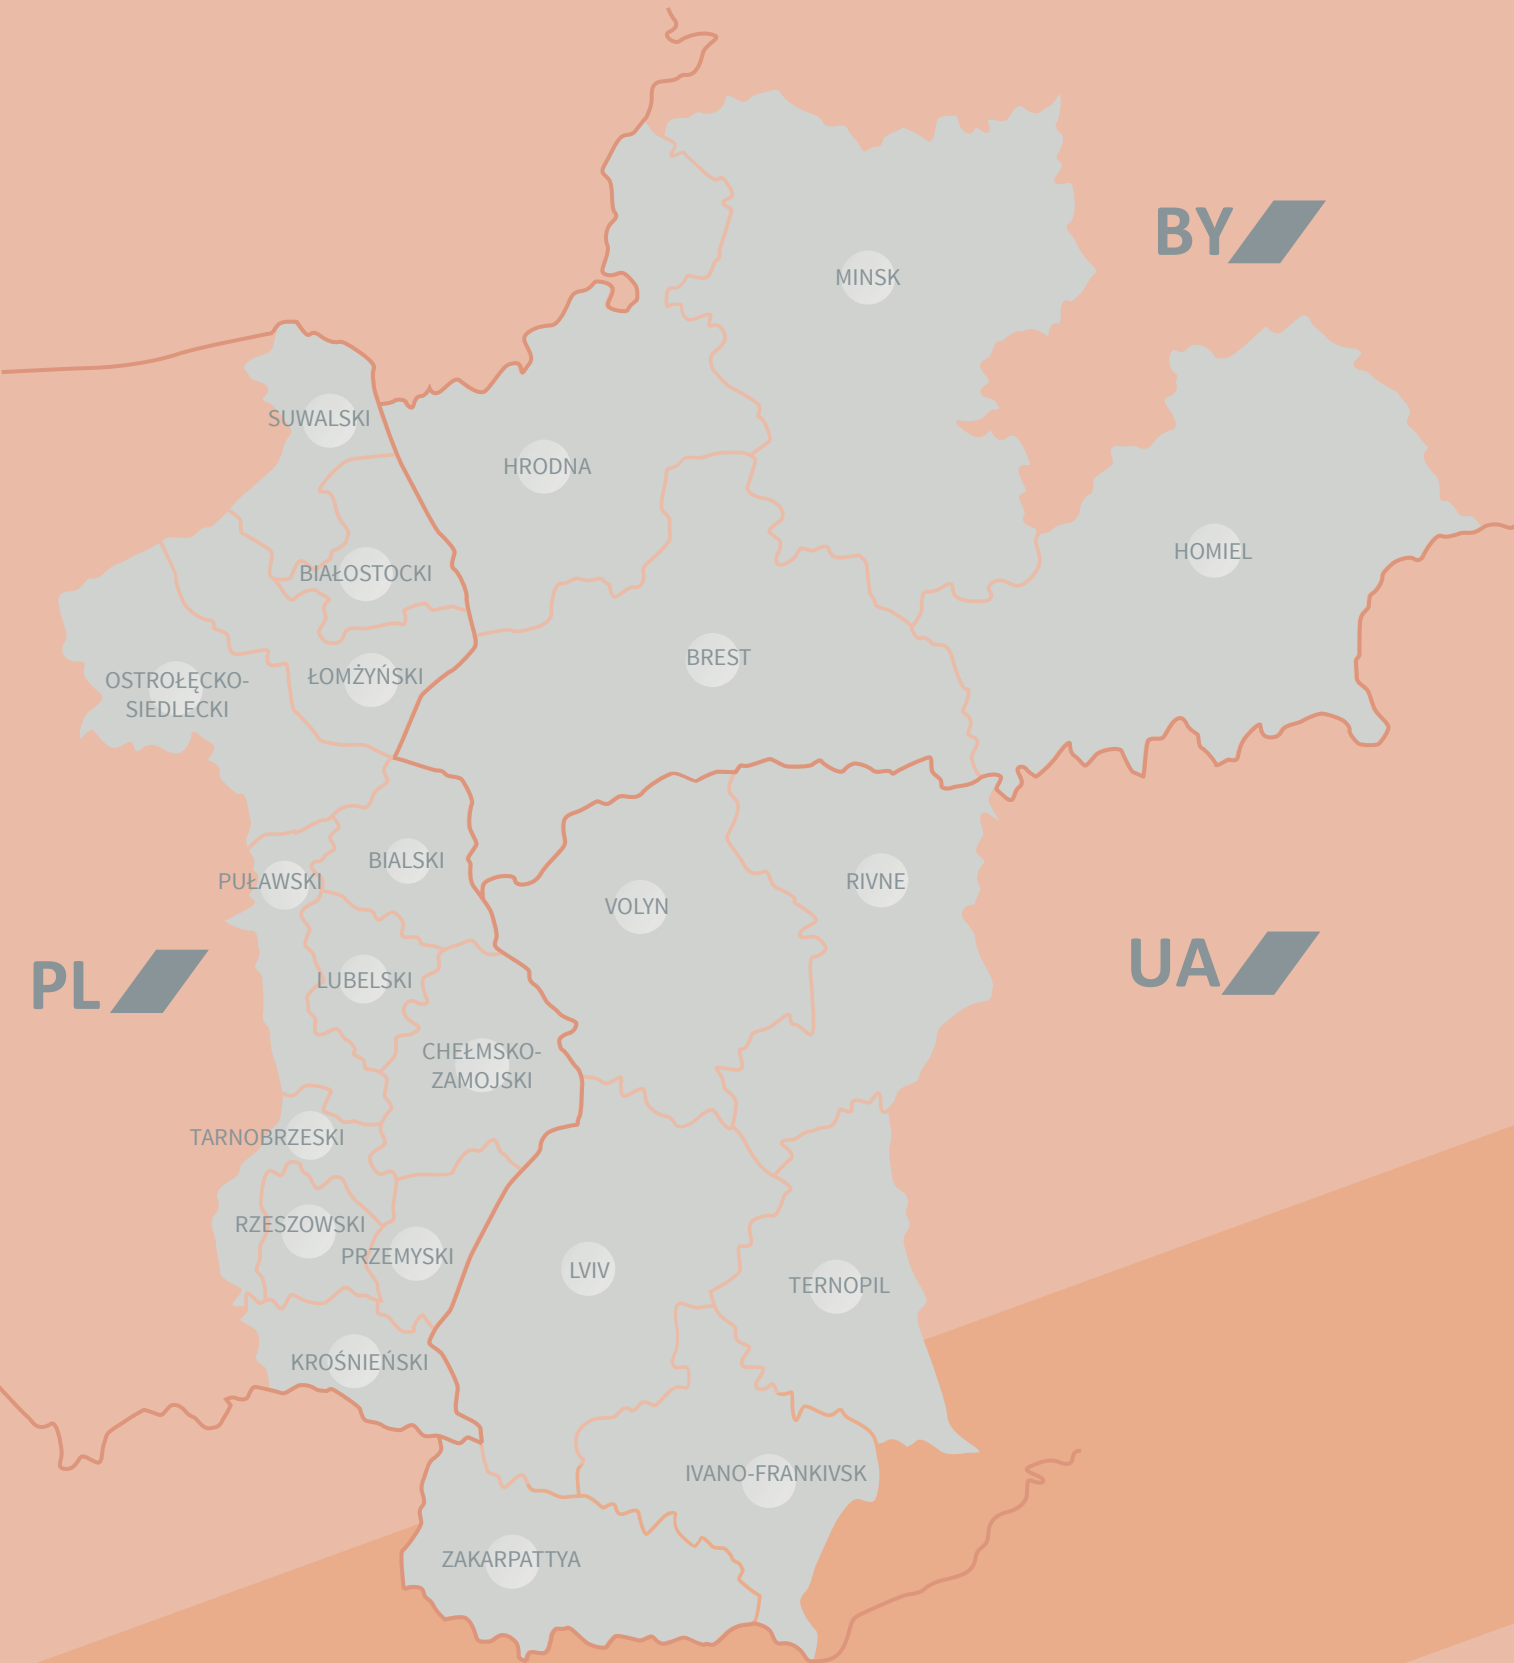 BY
MINSK
SUWALSKI
HRODNA
HOMIEL
BIAŁOSTOCKI
BREST
OSTROŁĘCKO-
SIEDLECKI
ŁOMŻYŃSKI
BIALSKI
PUŁAWSKI
RIVNE
VOLYN
UA
PL
LUBELSKI
CHEŁMSKO-
ZAMOJSKI
TARNOBRZESKI
RZESZOWSKI
PRZEMYSKI
LVIV
TERNOPIL
KROŚNIEŃSKI
IVANO-FRANKIVSK
ZAKARPATTYA